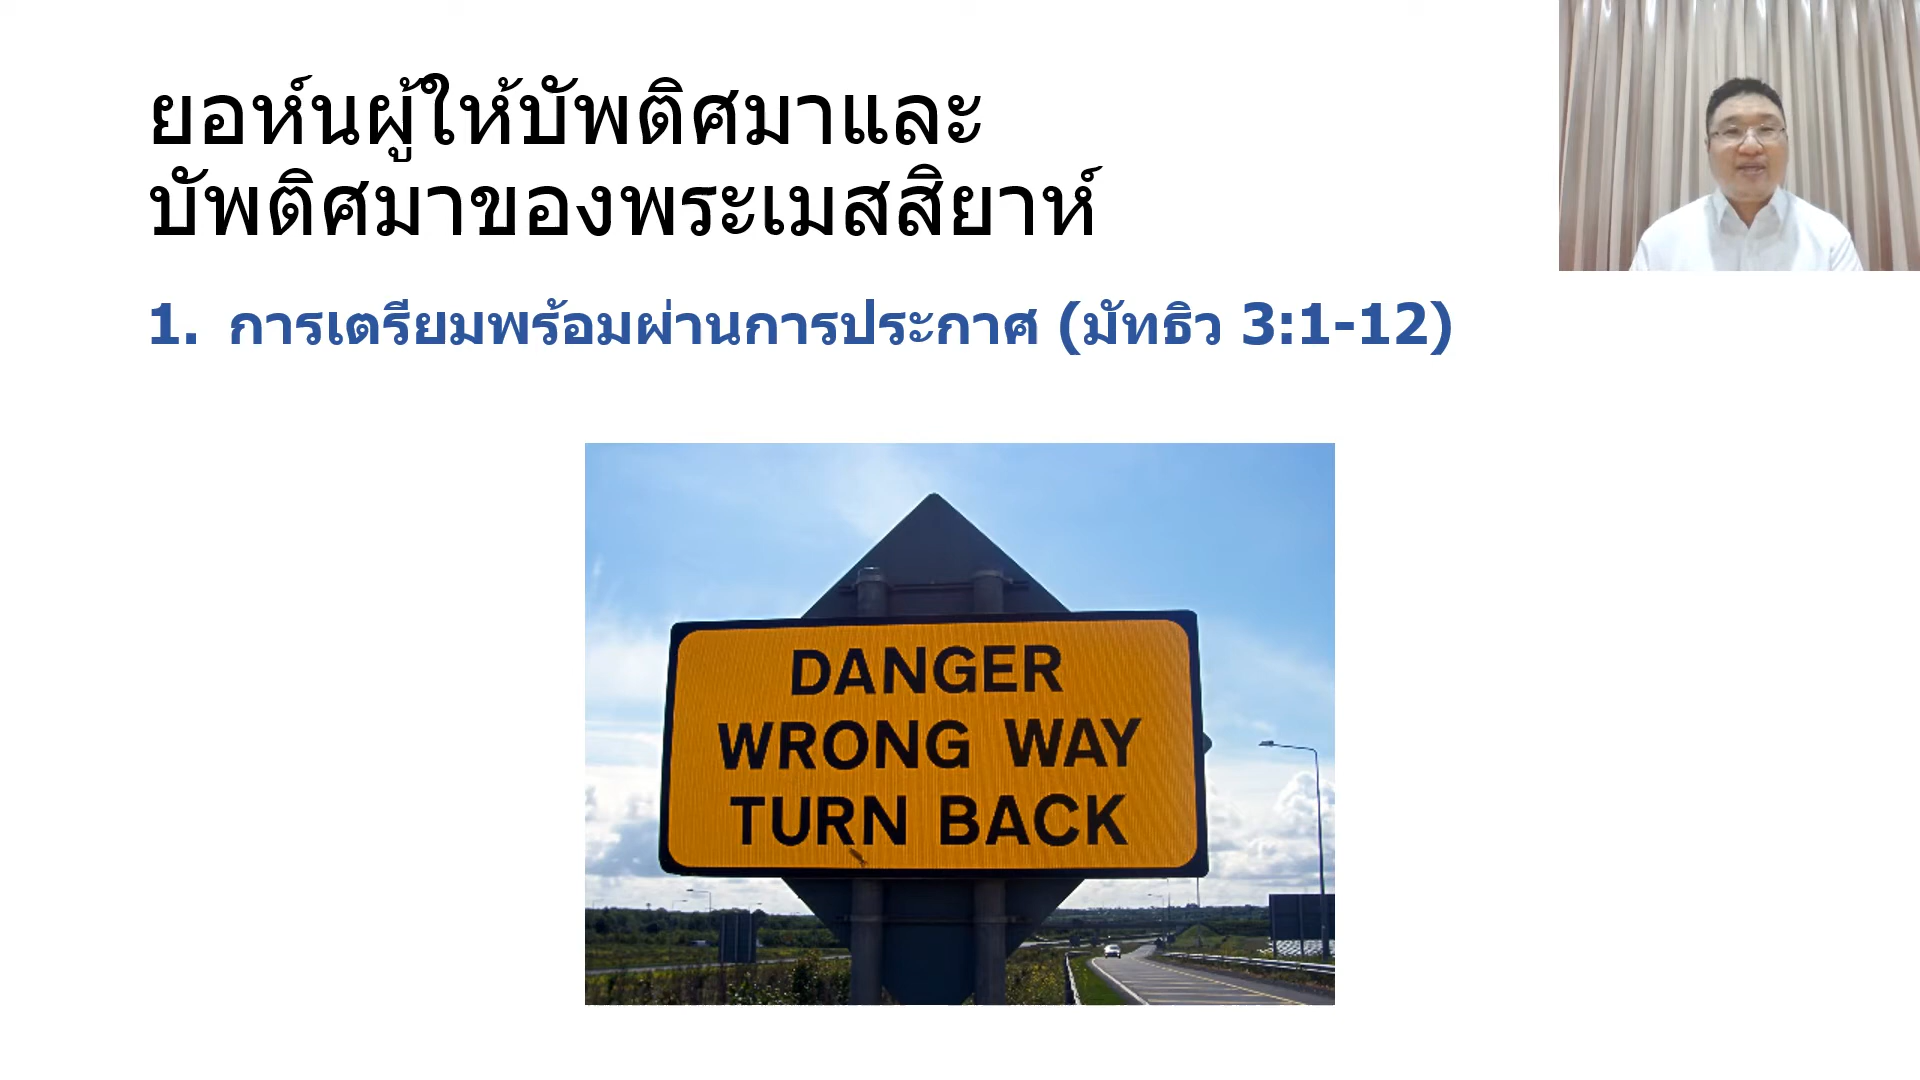 ยอห์นผู้ให้บัพติศมาและ
บัพติศมาของพระเมสสิยาห์
1. การเตรียมพร้อมผ่านการประกาศ (มัทธิว 3:1-12)
DANGER
WRONG WAY
TURN BACK